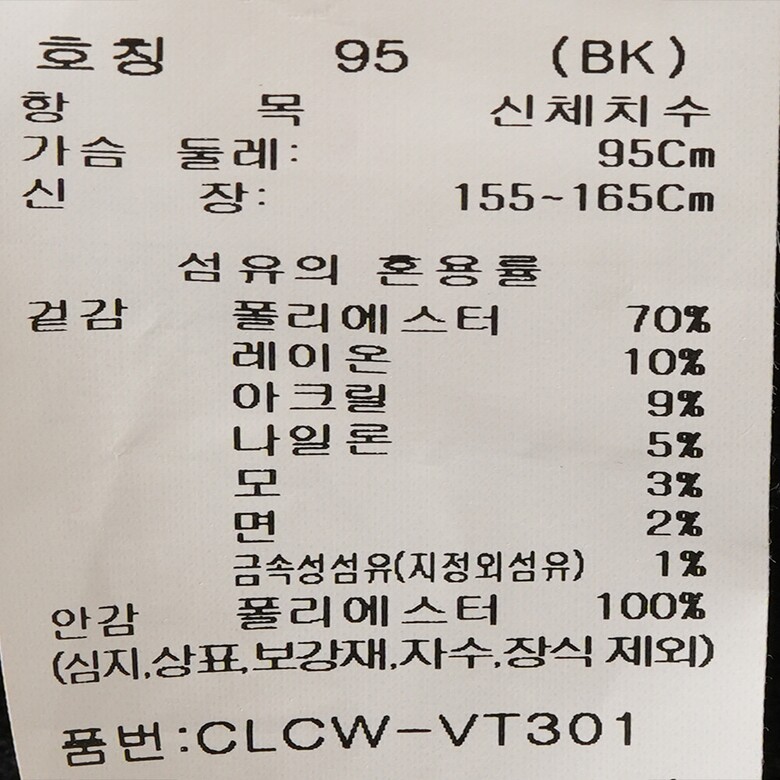 호칭 95 (BK)
항 목 신체치수
가슴 둘레: 95Cm
신 장: 155~165Cm
섬유의 혼용률
겉감 폴리에스터 70%
레이온 10%
아크릴 9%
나일론 5%
모 3%
면 2%
금속성섬유(지정외섬유) 1%
안감 폴리에스터 100%
(심지,상표,보강재,자수,장식 제외)
품번:CLCW-VT301